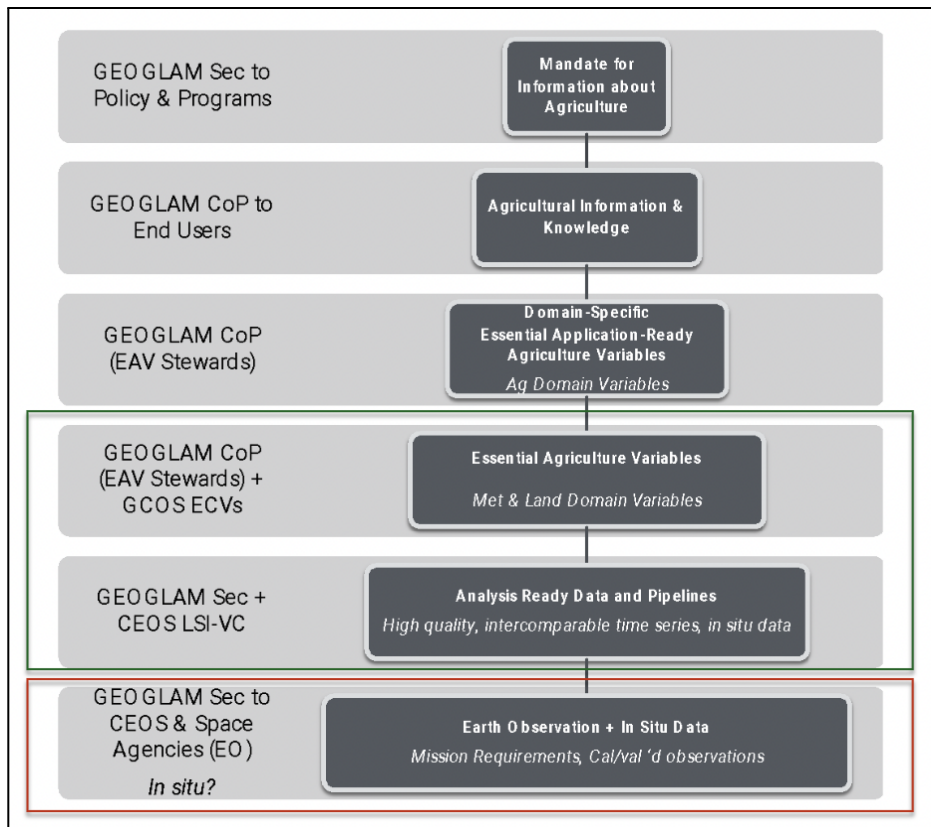 GEOGLAM Sec to
Policy & Programs
Mandate for
Information about
Agriculture
GEOGLAM CoP to
End Users
Agricultural Information &
Knowledge
GEOGLAM CoP
(EAV Stewards)
Domain-Specific
Essential Application-Ready
Agriculture Variables
Ag Domain Variables
GEOGLAM CoP
(EAV Stewards) +
GCOS ECVs
Essential Agriculture Variables
Met & Land Domain Variables
GEOGLAM Sec +
CEOS LSI-VC
Analysis Ready Data and Pipelines
High quality, intercomparable time series, in situ data
GEOGLAM Sec to
CEOS & Space
Agencies (EO)
In situ?
Earth Observation + In Situ Data
Mission Requirements, Cal/val ‘d observations